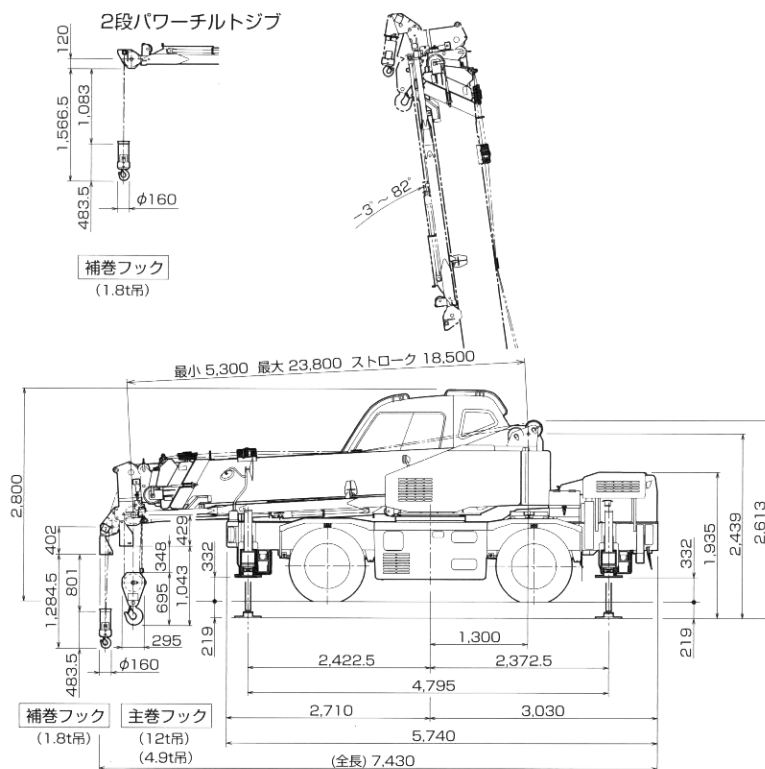 2段パワーチルトジブ
120
1,083
1,566.5
483.5
φ160
補巻フック
(1.8t吊)
-3°~ 82°
最小 5,300 最大 23,800 ストローク 18,500
2,800
402
1,284.5
801
483.5
φ160
429
348
695
1,043
295
332
219
1,300
2,422.5
2,372.5
4,795
2,710
3,030
5,740
(全長) 7,430
1,935
2,439
2,613
332
219
補巻フック
(1.8t吊)
主巻フック
(12t吊)
(4.9t吊)